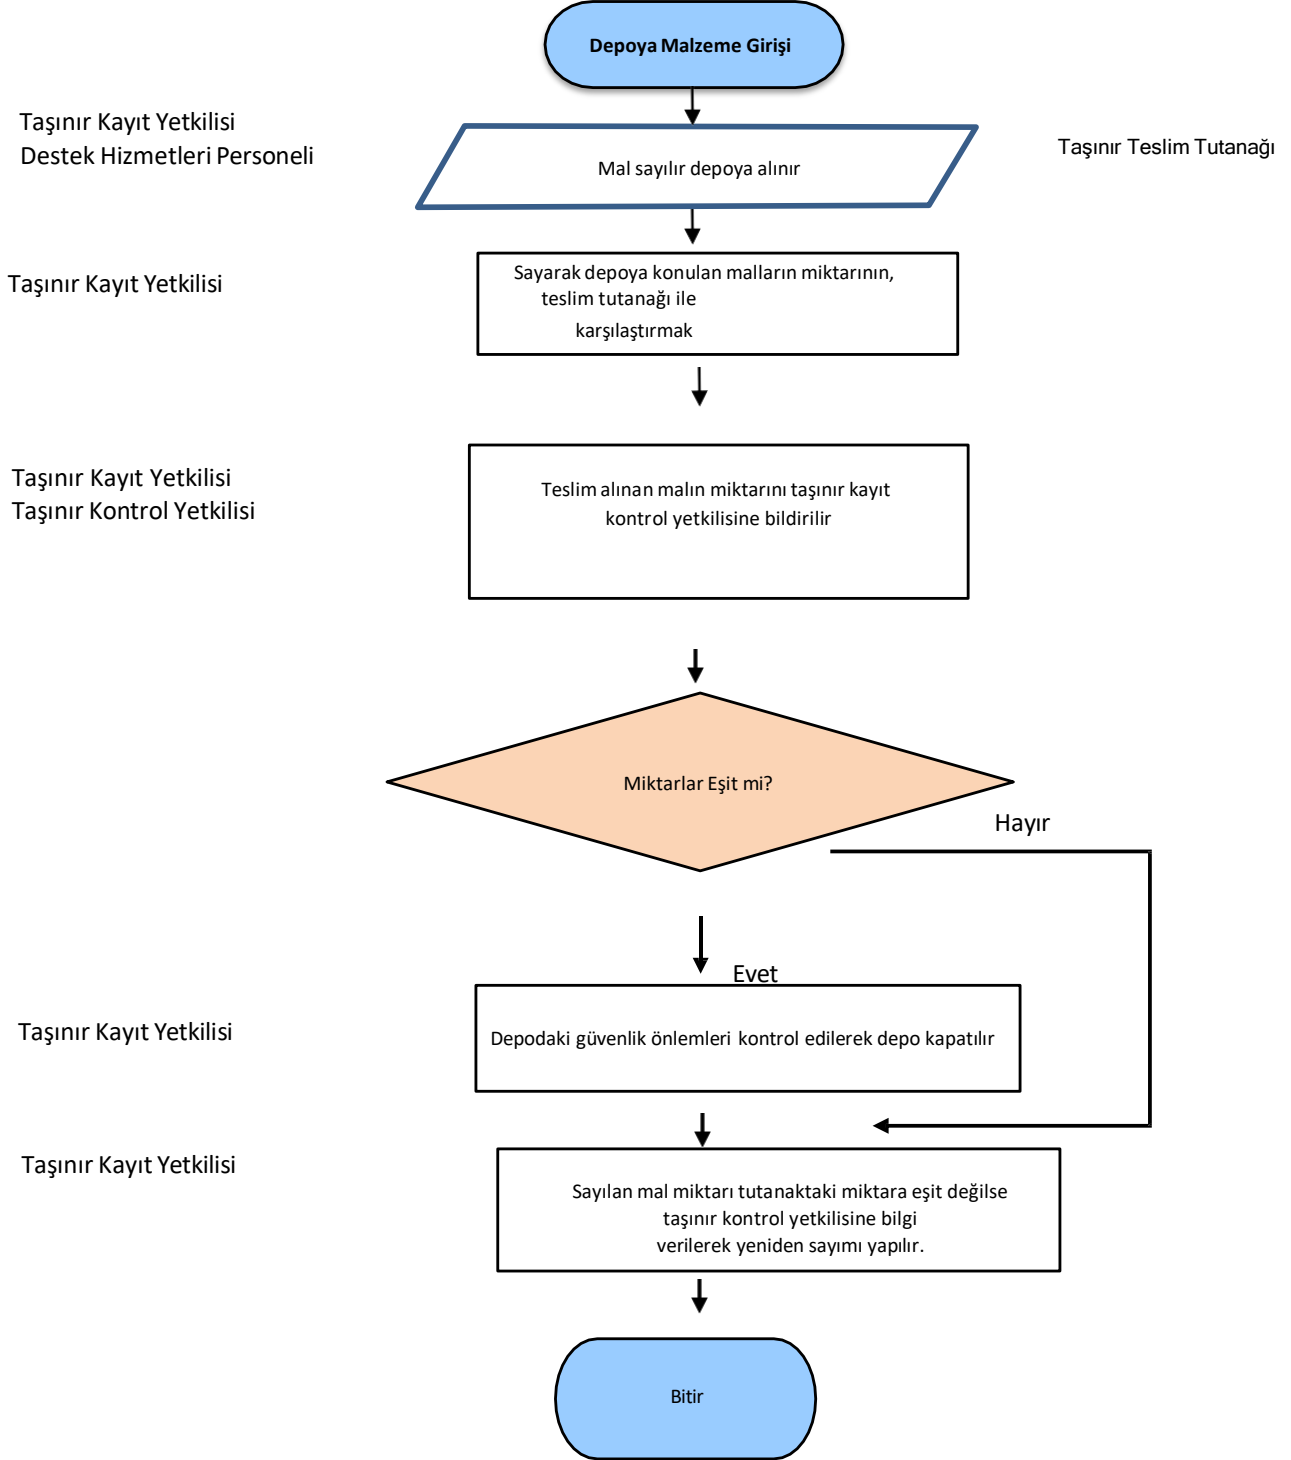 Depoya Malzeme Girişi
Taşınır Kayıt Yetkilisi
Destek Hizmetleri Personeli
Mal sayılır depoya alınır
Taşınır Teslim Tutanağı
Taşınır Kayıt Yetkilisi
Sayarak depoya konulan malların miktarının,
teslim tutanağı ile
karşılaştırmak
Taşınır Kayıt Yetkilisi
Taşınır Kontrol Yetkilisi
Teslim alınan malın miktarını taşınır kayıt
kontrol yetkilisine bildirilir
Miktarlar Eşit mi?
Hayır
Evet
Taşınır Kayıt Yetkilisi
Depodaki güvenlik önlemleri kontrol edilerek depo kapatılır
Taşınır Kayıt Yetkilisi
Sayılan mal miktarı tutanaktaki miktara eşit değilse
taşınır kontrol yetkilisine bilgi
verilerek yeniden sayımı yapılır.
Bitir